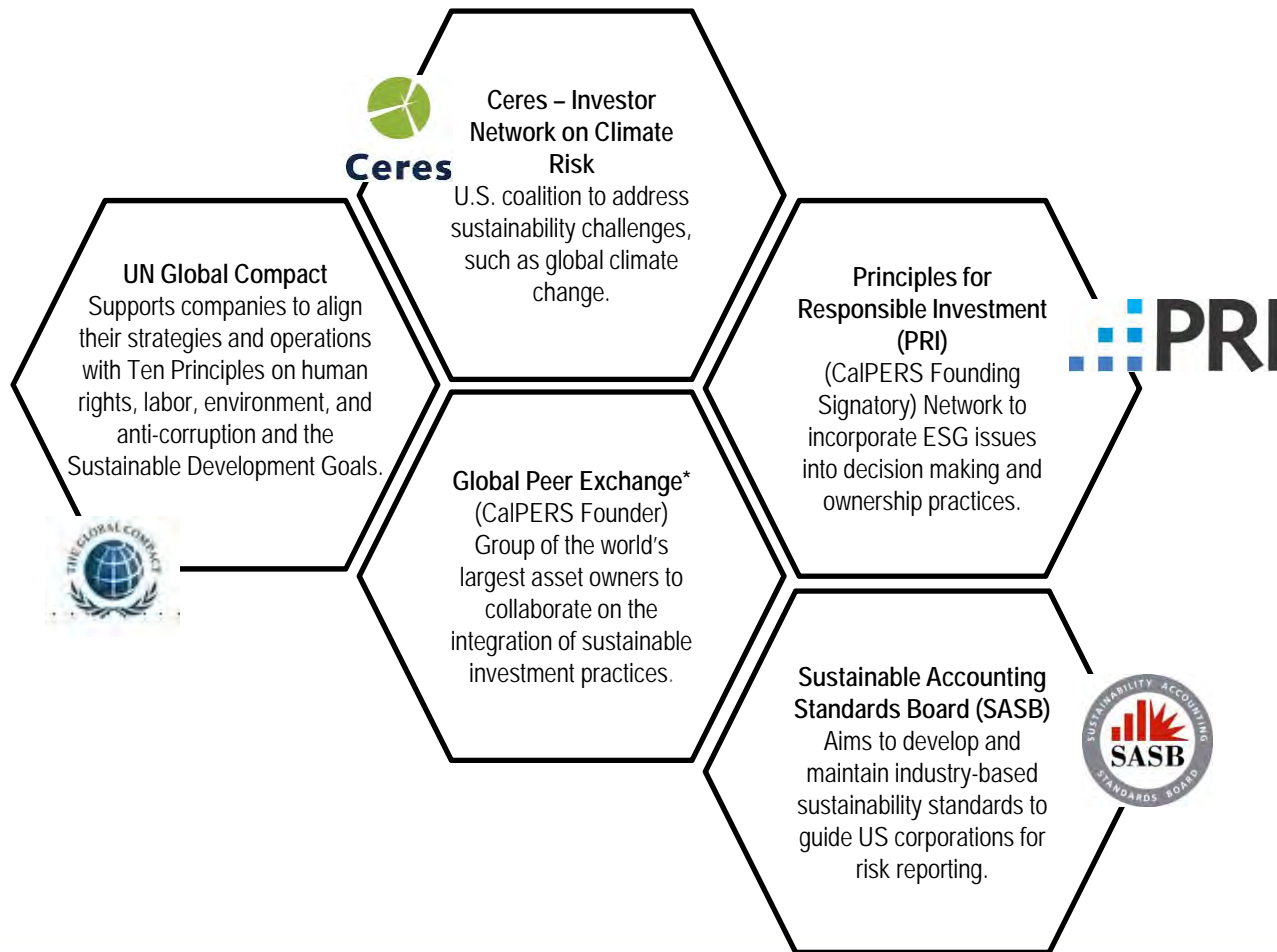 Ceres – Investor
Network on Climate
Risk
U.S. coalition to address
sustainability challenges,
such as global climate
change.
Ceres
UN Global Compact
Supports companies to align
their strategies and operations
with Ten Principles on human
rights, labor, environment, and
anti-corruption and the
Sustainable Development Goals.
THE GLOBAL COMPACT
Principles for
Responsible Investment
(PRI)
(CalPERS Founding
Signatory) Network to
incorporate ESG issues
into decision making and
ownership practices.
PRI
Global Peer Exchange*
(CalPERS Founder)
Group of the world's
largest asset owners to
collaborate on the
integration of sustainable
investment practices.
Sustainable Accounting
Standards Board (SASB)
Aims to develop and
maintain industry-based
sustainability standards to
guide US corporations for
risk reporting.
SUSTAINABILITY ACCOUNTING
SASB
STANDARDS BOARD